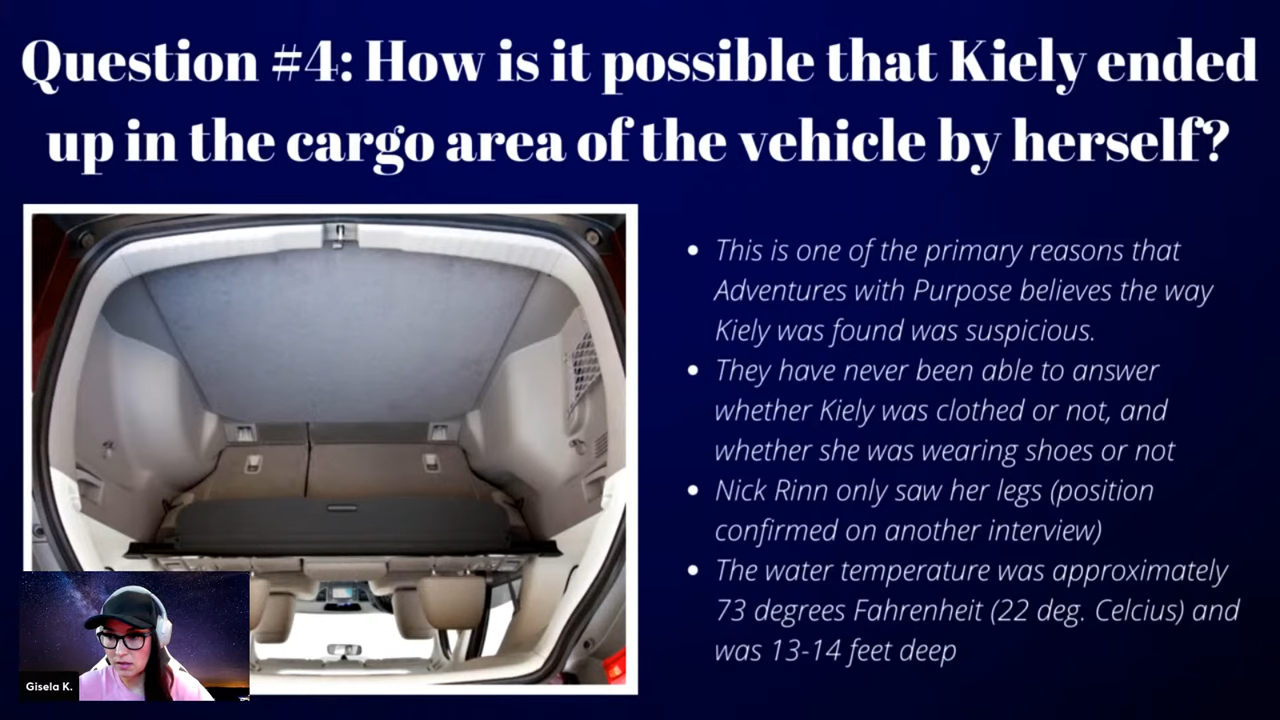 Question #4: How is it possible that Kiely ended
up in the cargo area of the vehicle by herself?
• This is one of the primary reasons that
Adventures with Purpose believes the way
Kiely was found was suspicious.
• They have never been able to answer
whether Kiely was clothed or not, and
whether she was wearing shoes or not
• Nick Rinn only saw her legs (position
confirmed on another interview)
• The water temperature was approximately
73 degrees Fahrenheit (22 deg. Celcius) and
was 13-14 feet deep
Gisela K.